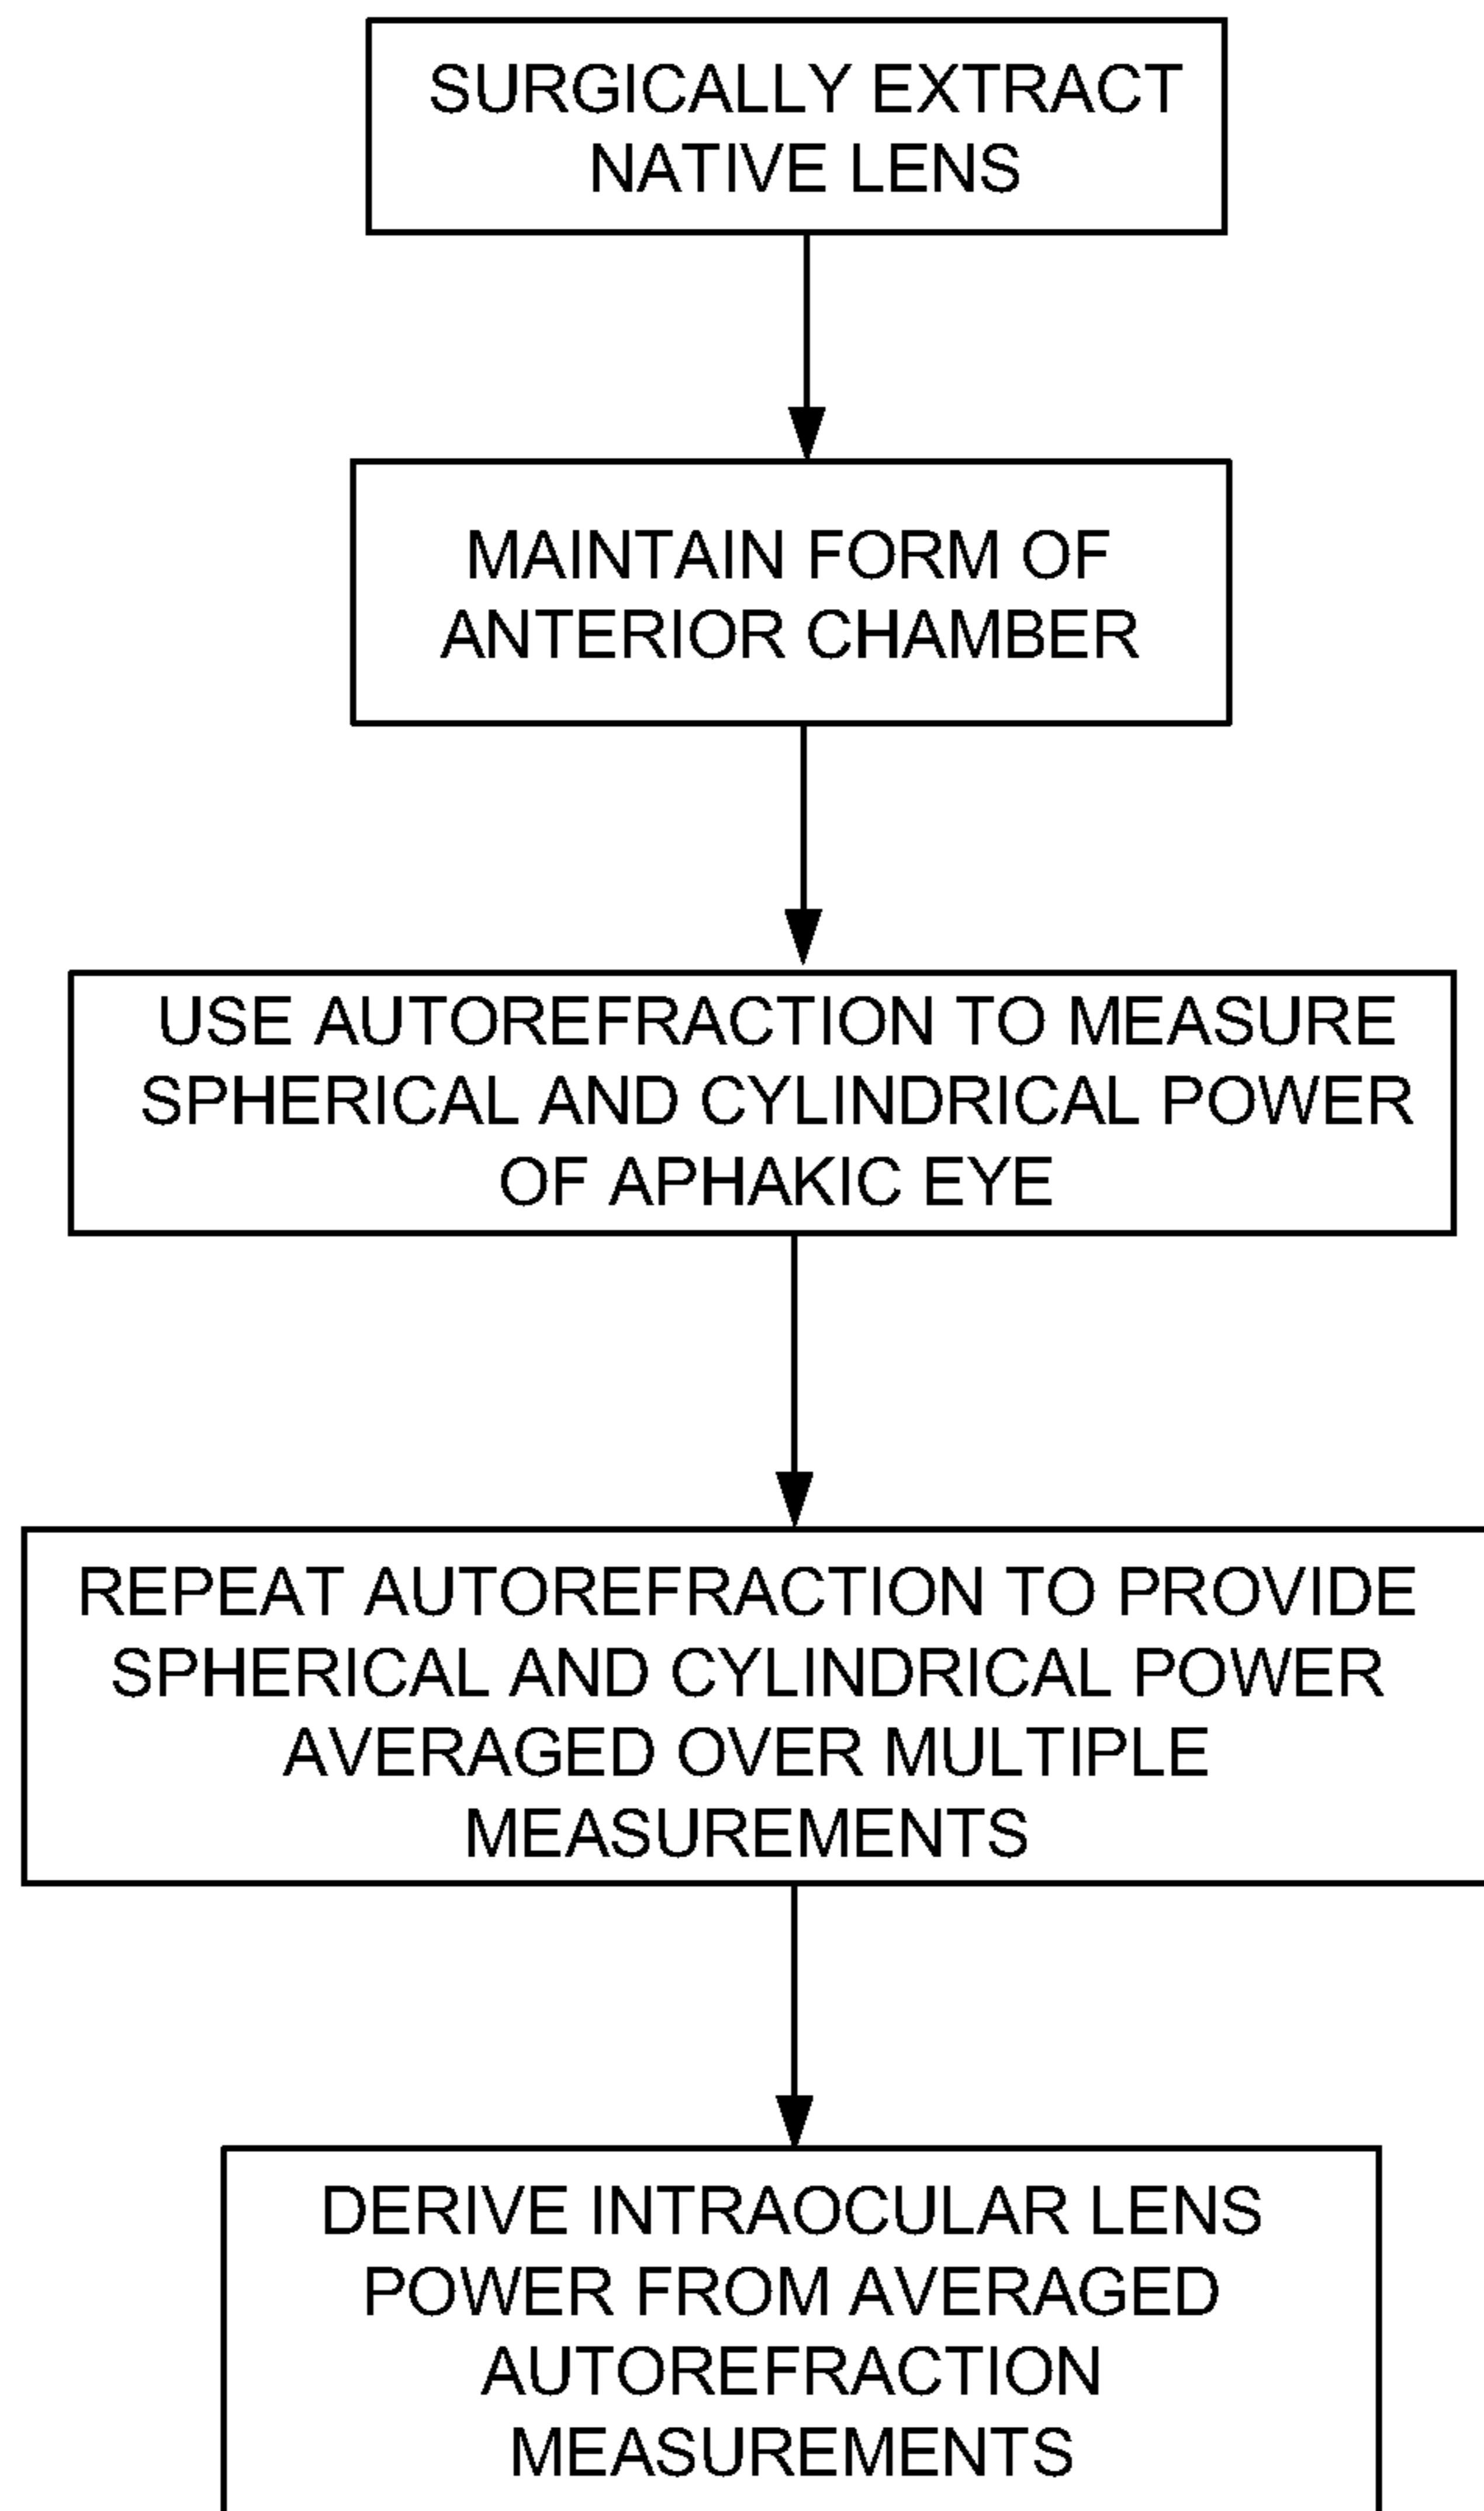 SURGICALLY EXTRACT
NATIVE LENS
MAINTAIN FORM OF
ANTERIOR CHAMBER
USE AUTOREFRACTION TO MEASURE
SPHERICAL AND CYLINDRICAL POWER
OF APHAKIC EYE
REPEAT AUTOREFRACTION TO PROVIDE
SPHERICAL AND CYLINDRICAL POWER
AVERAGED OVER MULTIPLE
MEASUREMENTS
DERIVE INTRAOCULAR LENS
POWER FROM AVERAGED
AUTOREFRACTION
MEASUREMENTS